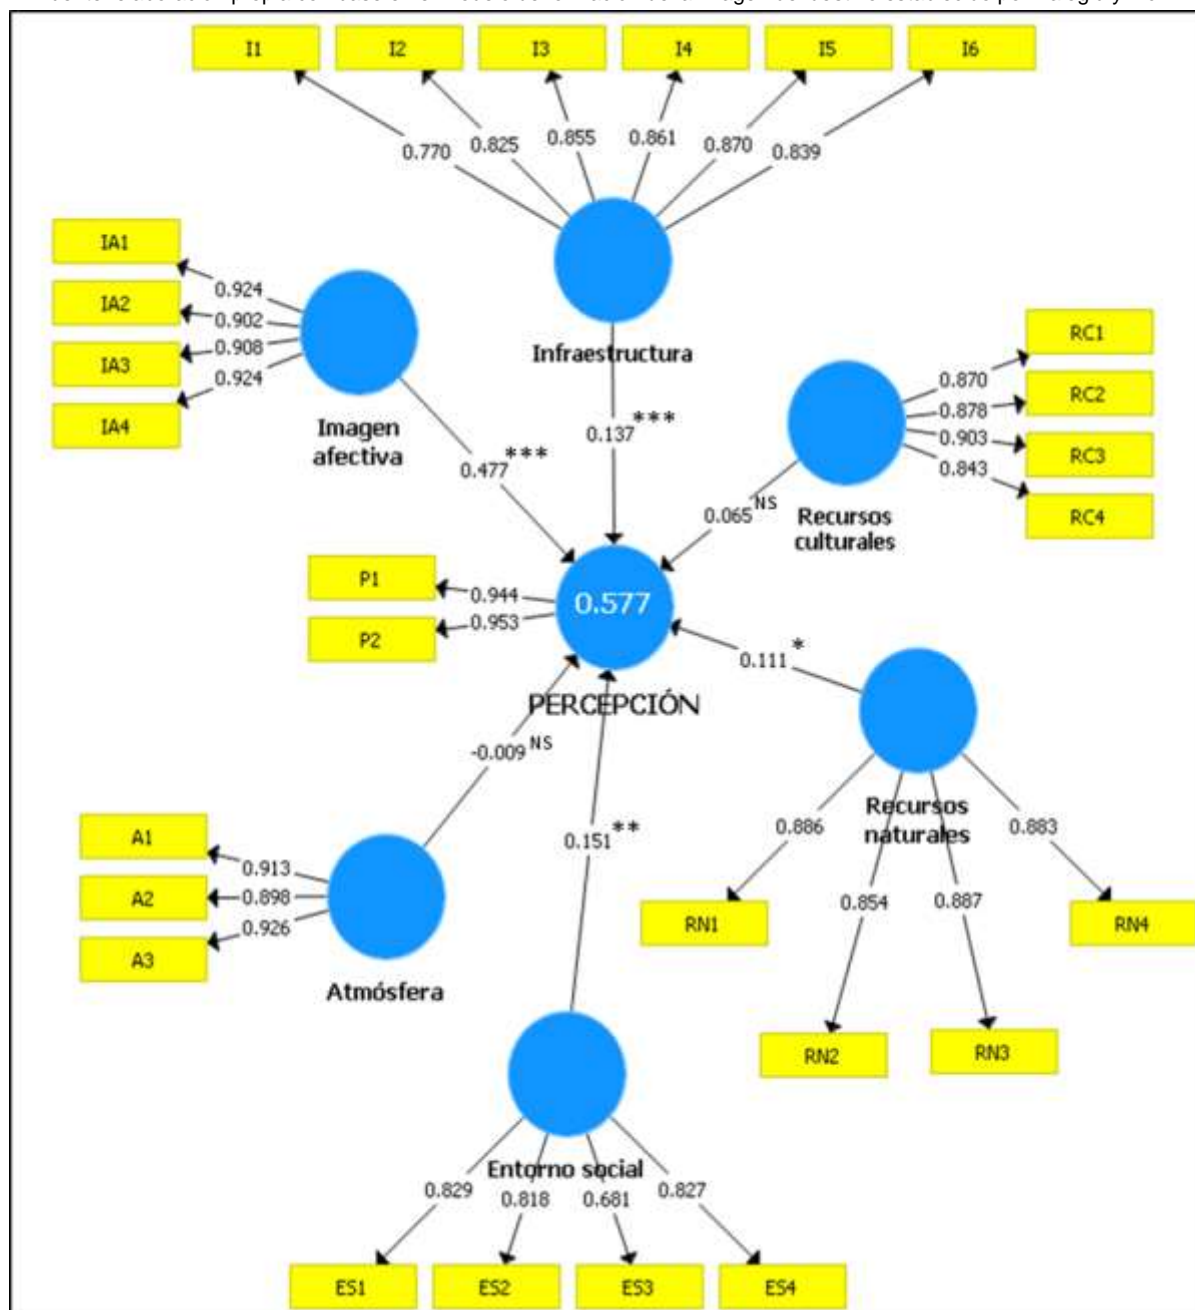 I1 I2 I3 I4 I5 I6
0.770 0.825 0.855 0.861 0.870 0.839
IA1
IA2
IA3
IA4
0.924
0.902
0.908
0.924
Imagen
afectiva
Infraestructura
0.137***
0.477***
RC1
RC2
RC3
RC4
0.870
0.878
0.903
0.843
Recursos
culturales
0.065 NS
P1
P2
0.944
0.953
0.577
PERCEPCIÓN
0.111 *
-0.009 NS
0.151 **
Recursos
naturales
0.886 0.854 0.887 0.883
RN1 RN4
RN2 RN3
A1
A2
A3
0.913
0.898
0.926
Atmósfera
Entorno social
0.829 0.818 0.681 0.827
ES1 ES2 ES3 ES4